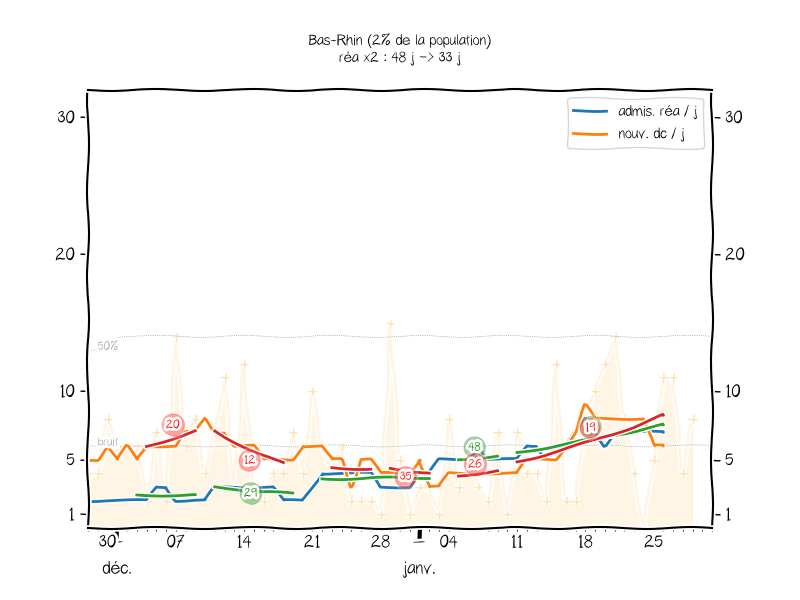 Bas-Rhin (2% de la population)
réa x2 : 48 j -> 33 j
admis. réa / j
nouv. dc / j
30 30
20 20
50%
10 10
bruit
20 48 19
5 12 26 5
29 35
1 1
30 07 14 21 28 04 11 18 25
déc. janv.